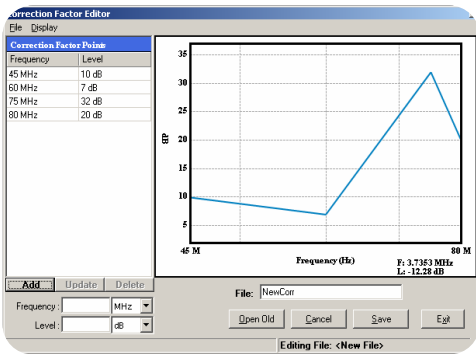 Correction Factor Editor
File Display
Correction Factor Points
Frequency Level
45 MHz 10 dB
60 MHz 7 dB
75 MHz 32 dB
80 MHz 20 dB
35
30
25
dB
20
15
10
5
45 M 80 M
Frequency (Hz)
F: 3.7353 MHz
L: -12.28 dB
Add Update Delete
Frequency: MHz
Level: dB
File: NewCorr
Open Old Cancel Save Exit
Editing File: <New File>